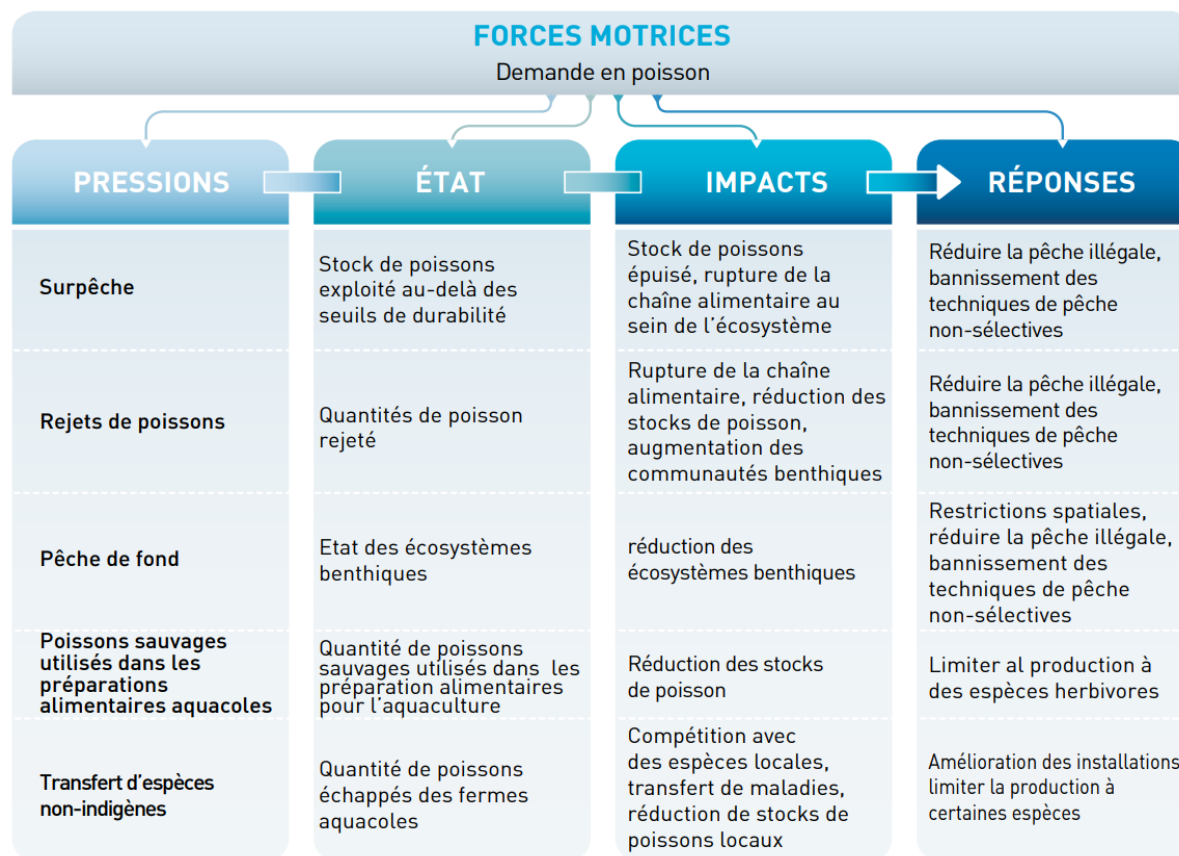 FORCES MOTRICES
Demande en poisson
PRESSIONS
ÉTAT
IMPACTS
RÉPONSES
Surpêche
Stock de poissons
exploité au-delà des
seuils de durabilité
Stock de poissons
épuisé, rupture de la
chaîne alimentaire au
sein de l'écosystème
Réduire la pêche illégale,
bannissement des
techniques de pêche
non-sélectives
Rejets de poissons
Quantités de poisson
rejeté
Rupture de la chaîne
alimentaire, réduction des
stocks de poisson,
augmentation des
communautés benthiques
Réduire la pêche illégale,
bannissement des
techniques de pêche
non-sélectives
Pêche de fond
Etat des écosystèmes
benthiques
réduction des
écosystèmes benthiques
Restrictions spatiales,
réduire la pêche illégale,
bannissement des
techniques de pêche
non-sélectives
Poissons sauvages
utilisés dans les
préparations
alimentaires aquacoles
Quantité de poissons
sauvages utilisés dans les
préparation alimentaires
pour l'aquaculture
Réduction des stocks
de poisson
Limiter al production à
des espèces herbivores
Transfert d'espèces
non-indigènes
Quantité de poissons
échappés des fermes
aquacoles
Compétition avec
des espèces locales,
transfert de maladies,
réduction de stocks de
poissons locaux
Amélioration des installations
limiter la production à
certaines espèces